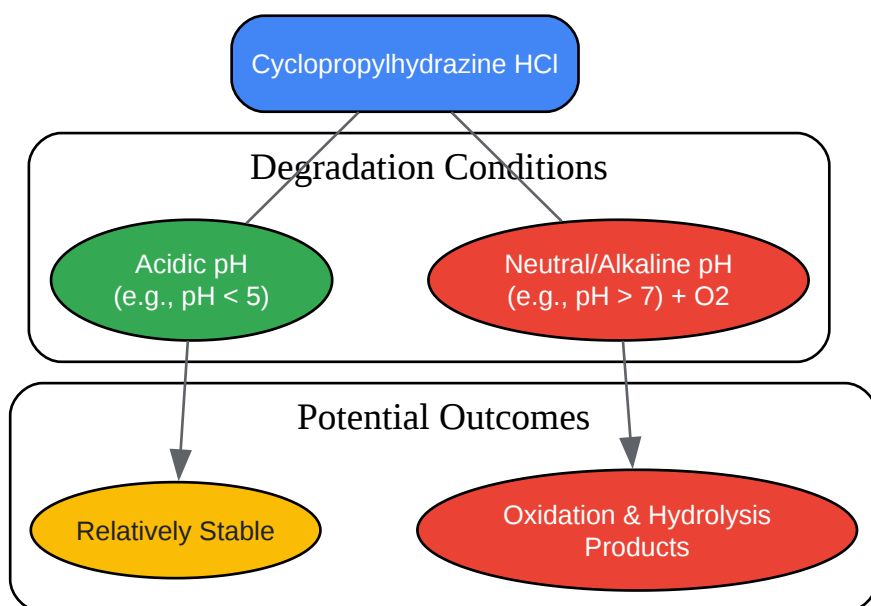 Cyclopropylhydrazine HCl
Degradation Conditions
Acidic pH
(e.g., pH < 5)
Neutral/Alkaline pH
(e.g., pH > 7) + O2
Potential Outcomes
Relatively Stable
Oxidation & Hydrolysis
Products